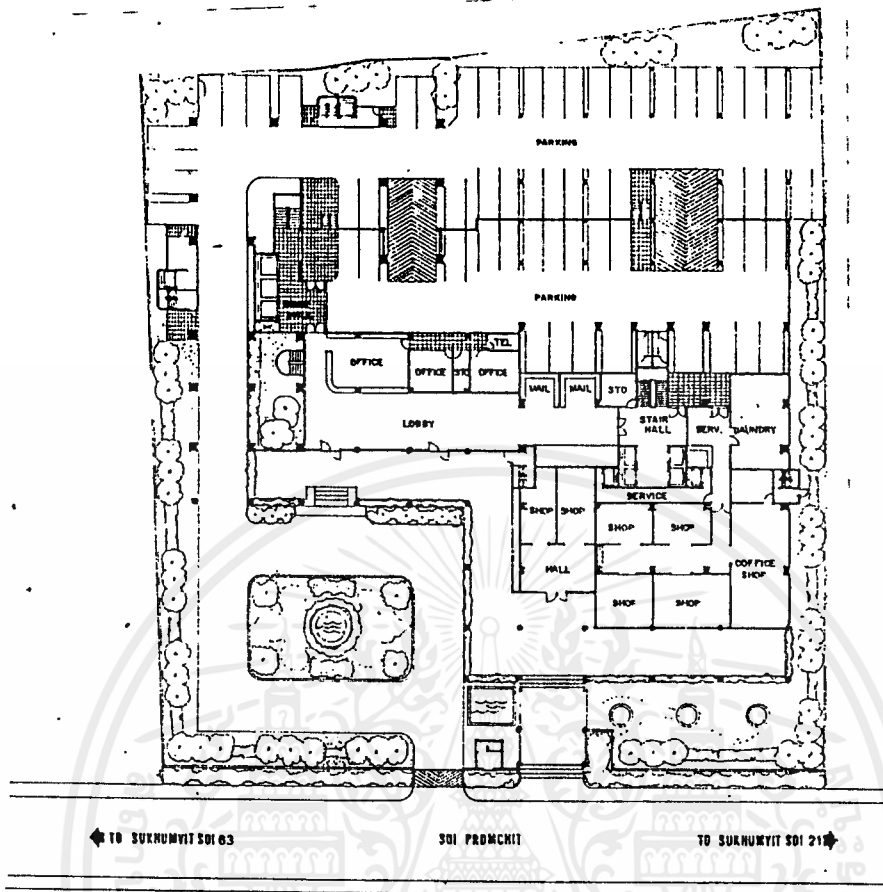 PARKING
PARKING
OFFICE
OFFICE
STO
OFFICE
TEL
MAIL
MAIL
STO
LOBBY
STAIR
HALL
SERV.
LAUNDRY
SERVICE
SHOP
SHOP
SHOP
SHOP
HALL
COFFICE
SHOP
SHOP
SHOP
TO SUKHUMVIT SOI 63
SOI PROMCHIT
TO SUKHUMVIT SOI 21